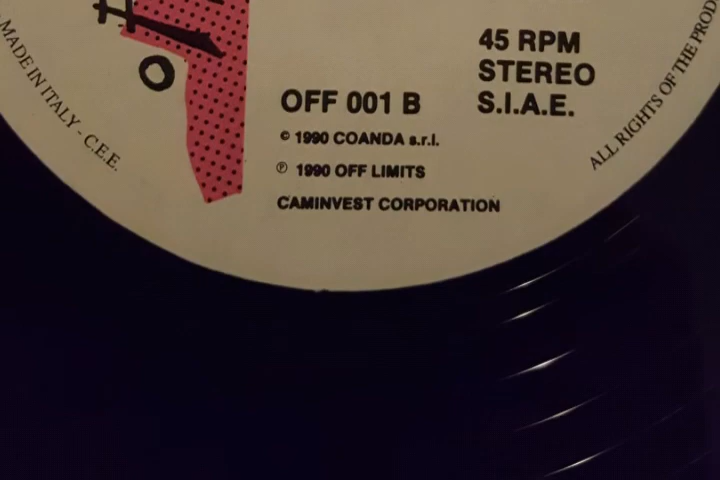 MADE IN ITALY - C.E.E.
45 RPM
STEREO
S.I.A.E.
OFF 001 B
© 1990 COANDA s.r.l.
℗ 1990 OFF LIMITS
CAMINVEST CORPORATION
ALL RIGHTS OF THE